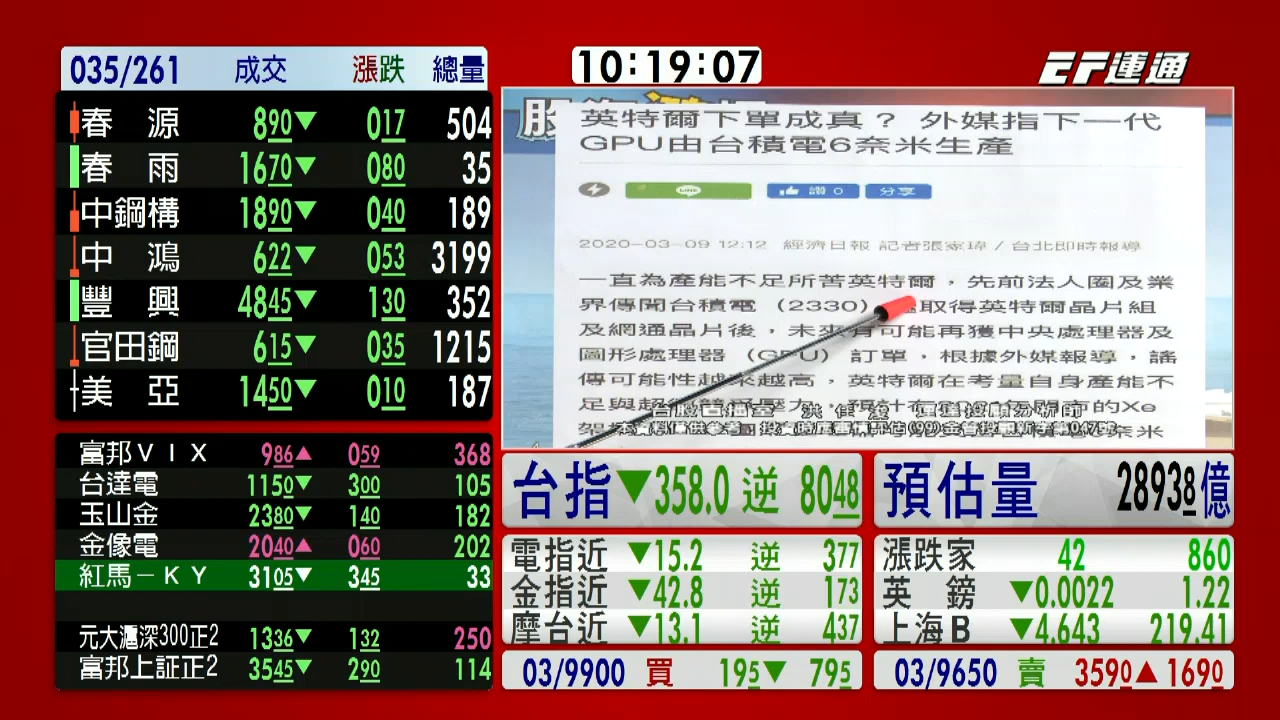 035/261 成交 漲跌 總量
春源 890▼ 017 504
春雨 1670▼ 080 35
中鋼構 1890▼ 040 189
中鴻 622▼ 053 3199
豐興 4845▼ 130 352
官田鋼 615▼ 035 1215
美亞 1450▼ 010 187
富邦VIX 986▲ 059 368
台達電 1150▼ 300 105
玉山金 2380▼ 140 182
金像電 2040▲ 060 202
紅馬-KY 3105▼ 345 33
元大滬深300正2 1336▼ 132 250
富邦上証正2 3545▼ 290 114
10:19:07
運通
英特爾下單成真? 外媒指下一代
GPU由台積電6奈米生產
LINE 讚 0 分享
2020-03-09 12:12 經濟日報 記者張家瑋/台北即時報導
一直為產能不足所苦英特爾,先前法人圈及業
界傳聞台積電(2330) 取得英特爾晶片組
及網通晶片後,未來有可能再獲中央處理器及
圖形處理器(GPU)訂單,根據外媒報導,謠
傳可能性越來越高,英特爾在考量自身產能不
台指▼358.0 逆 8048
電指近▼15.2 逆 377
金指近▼42.8 逆 173
摩台近▼13.1 逆 437
03/9900 買 195▼ 795
預估量 28938億
漲跌家 42 860
英鎊▼0.0022 1.22
上海B▼4.643 219.41
03/9650 賣 3590▲1690